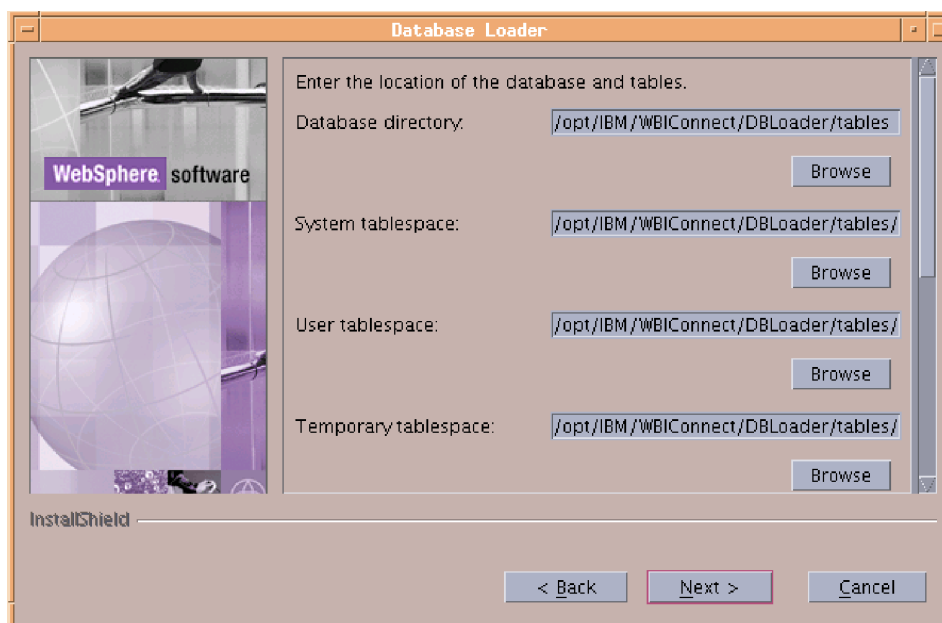 Database Loader
WebSphere. software
Enter the location of the database and tables.
Database directory: /opt/IBM/WBIConnect/DBLoader/tables
Browse
System tablespace: /opt/IBM/WBIConnect/DBLoader/tables/
Browse
User tablespace: /opt/IBM/WBIConnect/DBLoader/tables/
Browse
Temporary tablespace: /opt/IBM/WBIConnect/DBLoader/tables/
Browse
InstallShield
< Back Next > Cancel